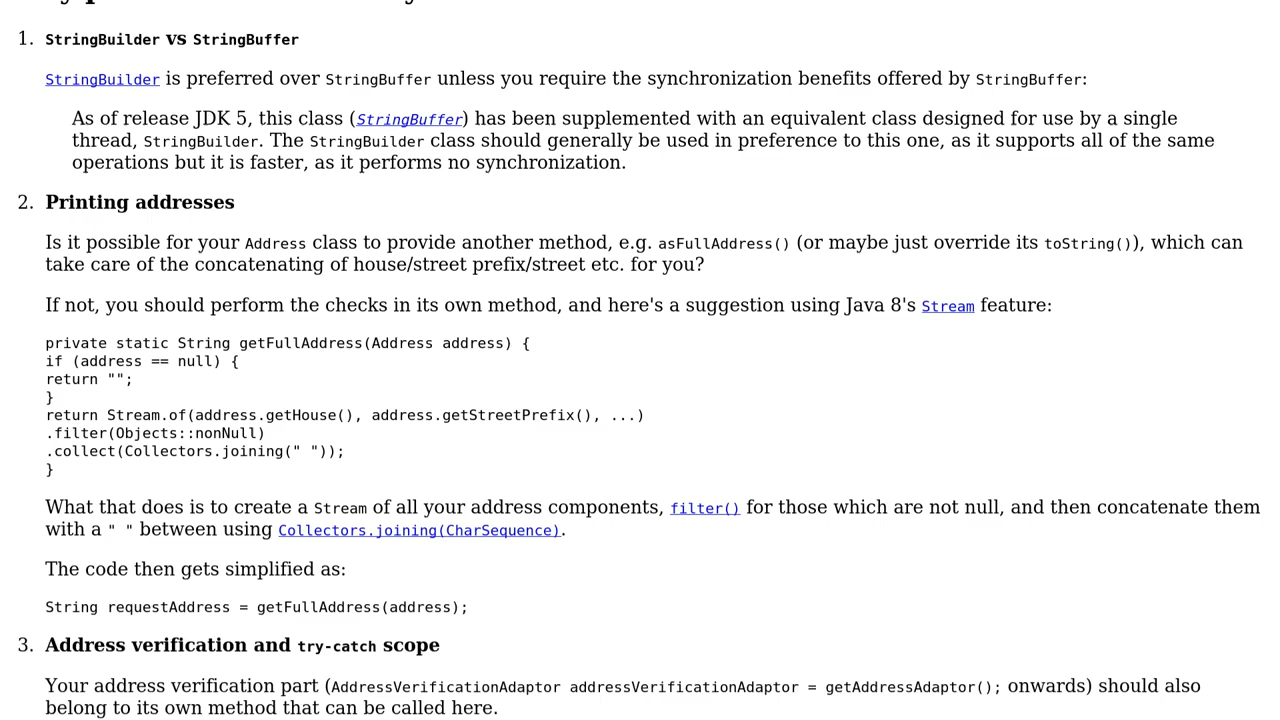 1. StringBuilder vs StringBuffer
StringBuilder is preferred over StringBuffer unless you require the synchronization benefits offered by StringBuffer:
As of release JDK 5, this class (StringBuffer) has been supplemented with an equivalent class designed for use by a single
thread, StringBuilder. The StringBuilder class should generally be used in preference to this one, as it supports all of the same
operations but it is faster, as it performs no synchronization.
2. Printing addresses
Is it possible for your Address class to provide another method, e.g. asFullAddress() (or maybe just override its toString()), which can
take care of the concatenating of house/street prefix/street etc. for you?
If not, you should perform the checks in its own method, and here's a suggestion using Java 8's Stream feature:
private static String getFullAddress(Address address) {
if (address == null) {
return "";
}
return Stream.of(address.getHouse(), address.getStreetPrefix(), ...)
.filter(Objects::nonNull)
.collect(Collectors.joining(" "));
}
What that does is to create a Stream of all your address components, filter() for those which are not null, and then concatenate them
with a " " between using Collectors.joining(CharSequence).
The code then gets simplified as:
String requestAddress = getFullAddress(address);
3. Address verification and try-catch scope
Your address verification part (AddressVerificationAdaptor addressVerificationAdaptor = getAddressAdaptor(); onwards) should also
belong to its own method that can be called here.